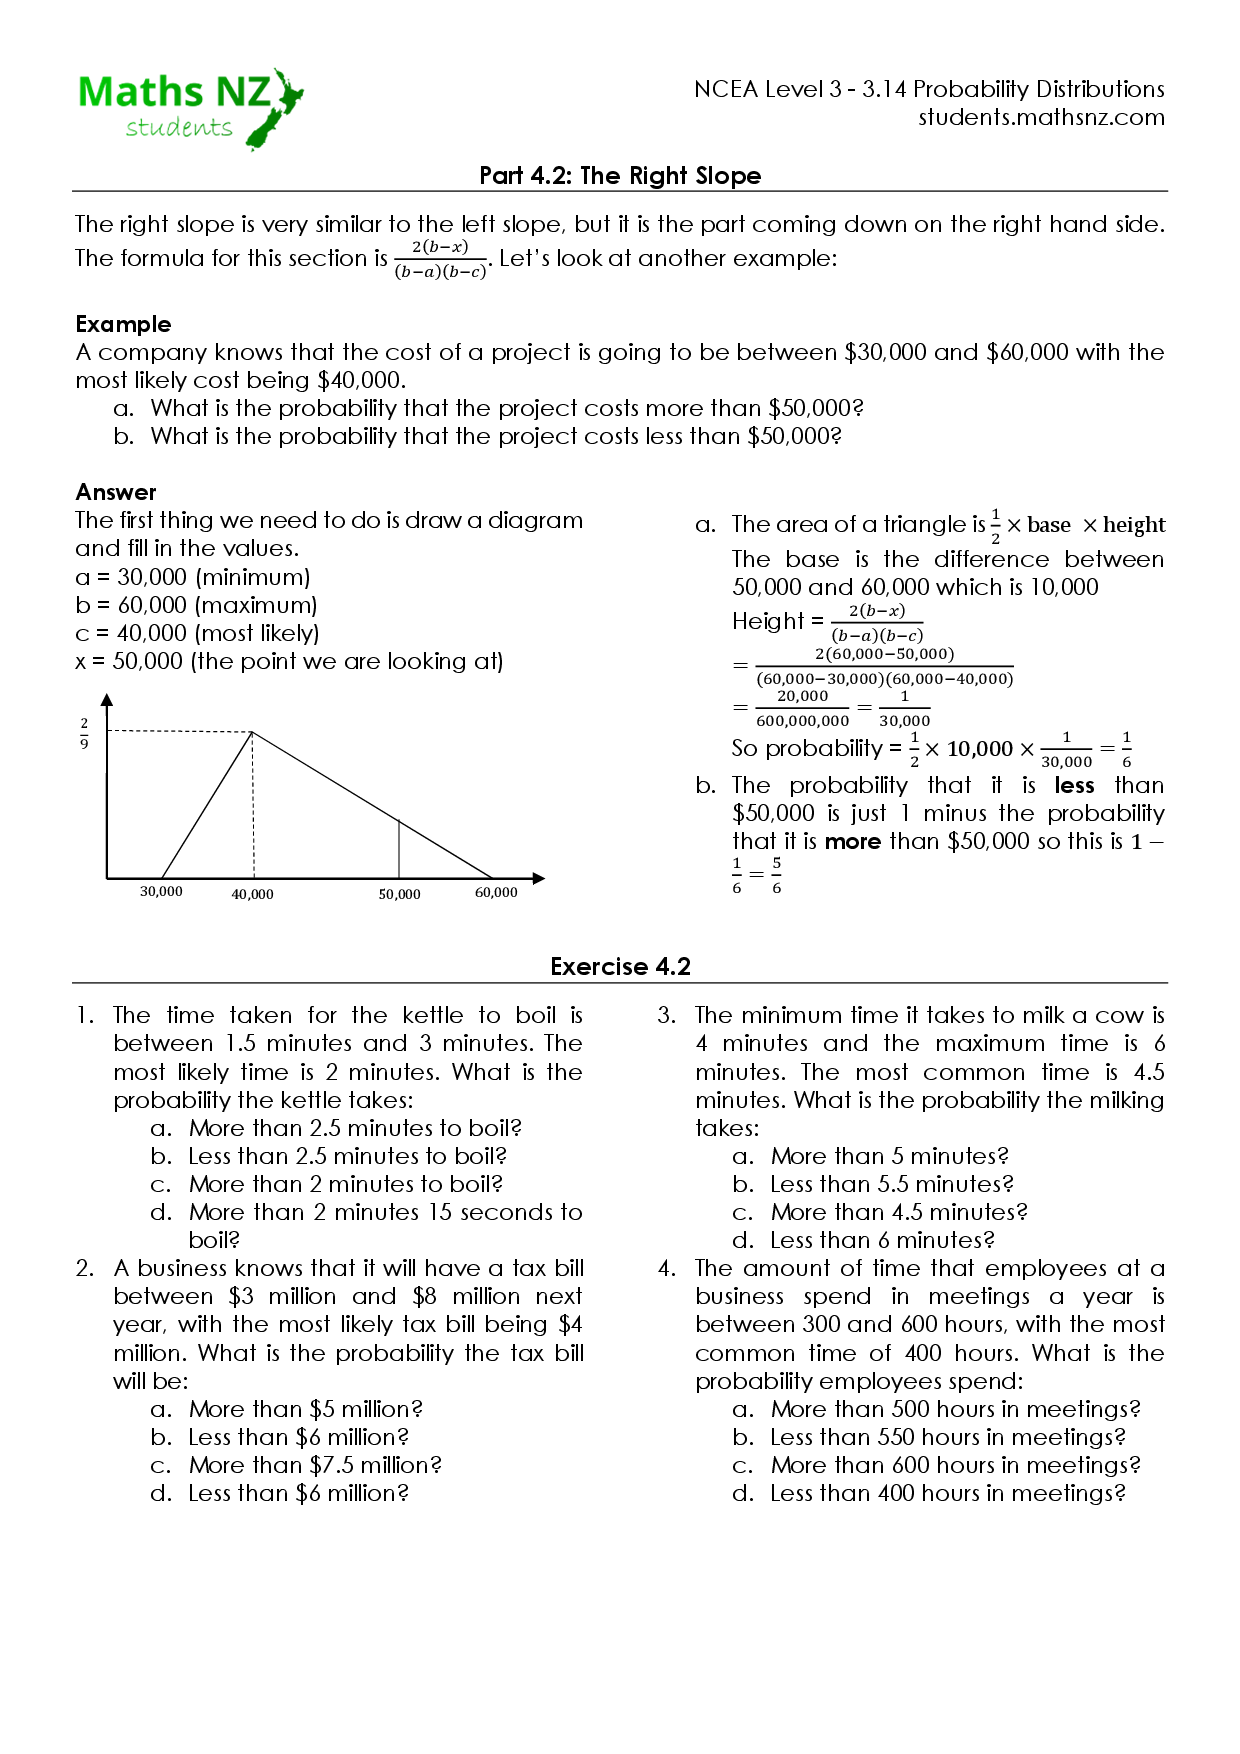 Maths NZ
students
NCEA Level 3 - 3.14 Probability Distributions
students.mathsnz.com
Part 4.2: The Right Slope
The right slope is very similar to the left slope, but it is the part coming down on the right hand side.
The formula for this section is 2(b−x)/(b−a)(b−c). Let's look at another example:
Example
A company knows that the cost of a project is going to be between $30,000 and $60,000 with the
most likely cost being $40,000.
a. What is the probability that the project costs more than $50,000?
b. What is the probability that the project costs less than $50,000?
Answer
The first thing we need to do is draw a diagram
and fill in the values.
a = 30,000 (minimum)
b = 60,000 (maximum)
c = 40,000 (most likely)
x = 50,000 (the point we are looking at)
2/9
30,000 40,000 50,000 60,000
a. The area of a triangle is 1/2 × base × height
The base is the difference between
50,000 and 60,000 which is 10,000
Height = 2(b−x)/(b−a)(b−c)
= 2(60,000−50,000)/(60,000−30,000)(60,000−40,000)
= 20,000/600,000,000 = 1/30,000
So probability = 1/2 × 10,000 × 1/30,000 = 1/6
b. The probability that it is less than
$50,000 is just 1 minus the probability
that it is more than $50,000 so this is 1 −
1/6 = 5/6
Exercise 4.2
1. The time taken for the kettle to boil is
between 1.5 minutes and 3 minutes. The
most likely time is 2 minutes. What is the
probability the kettle takes:
a. More than 2.5 minutes to boil?
b. Less than 2.5 minutes to boil?
c. More than 2 minutes to boil?
d. More than 2 minutes 15 seconds to
boil?
2. A business knows that it will have a tax bill
between $3 million and $8 million next
year, with the most likely tax bill being $4
million. What is the probability the tax bill
will be:
a. More than $5 million?
b. Less than $6 million?
c. More than $7.5 million?
d. Less than $6 million?
3. The minimum time it takes to milk a cow is
4 minutes and the maximum time is 6
minutes. The most common time is 4.5
minutes. What is the probability the milking
takes:
a. More than 5 minutes?
b. Less than 5.5 minutes?
c. More than 4.5 minutes?
d. Less than 6 minutes?
4. The amount of time that employees at a
business spend in meetings a year is
between 300 and 600 hours, with the most
common time of 400 hours. What is the
probability employees spend:
a. More than 500 hours in meetings?
b. Less than 550 hours in meetings?
c. More than 600 hours in meetings?
d. Less than 400 hours in meetings?